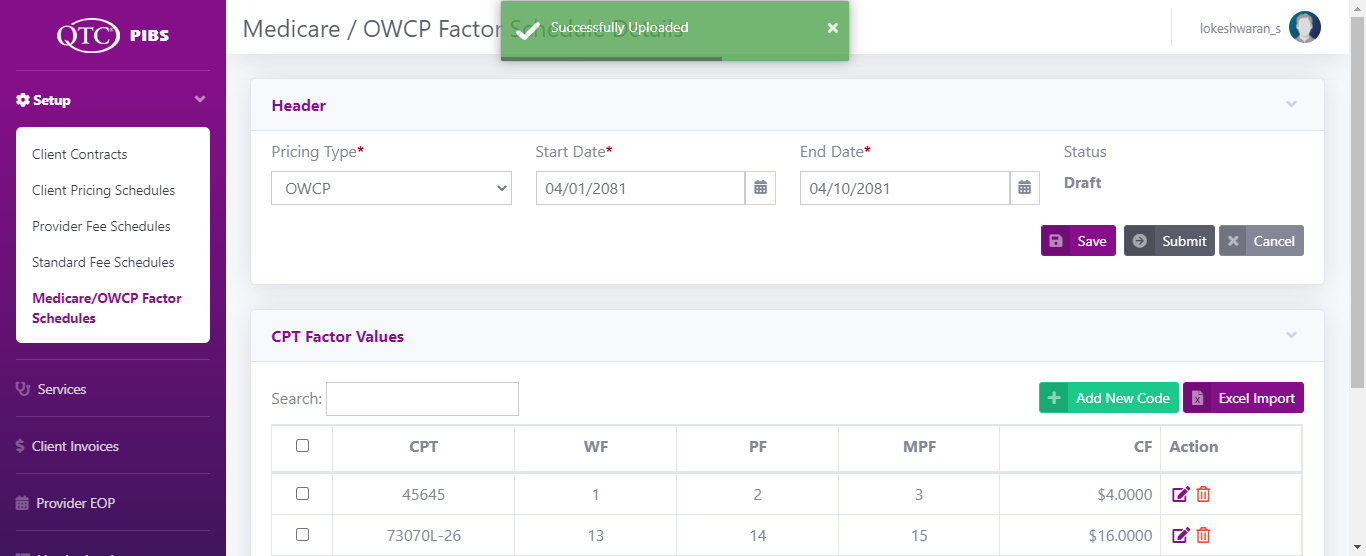 QTC PIBS
Medicare / OWCP Factor Schedule Details
Successfully Uploaded ×
lokeshwaran_s
Setup
Client Contracts
Client Pricing Schedules
Provider Fee Schedules
Standard Fee Schedules
Medicare/OWCP Factor
Schedules
Services
Client Invoices
Provider EOP
Header
Pricing Type* Start Date* End Date* Status
OWCP 04/01/2081 04/10/2081 Draft
Save Submit Cancel
CPT Factor Values
Search: Add New Code Excel Import
CPT WF PF MPF CF Action
45645 1 2 3 $4.0000
73070L-26 13 14 15 $16.0000